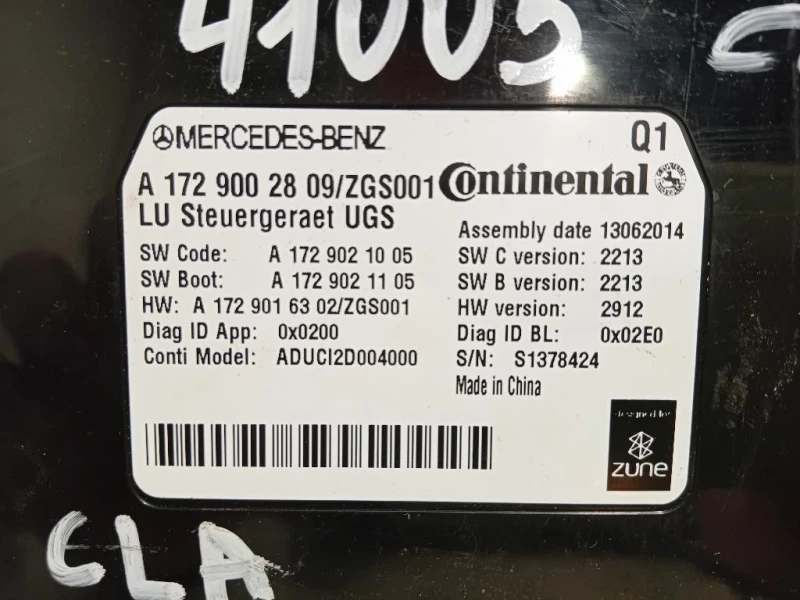 41005
MERCEDES-BENZ
Q1
A 172 900 28 09/ZGS001
Continental
LU Steuergeraet UGS
Assembly date 13062014
SW Code: A 172 902 10 05
SW C version: 2213
SW Boot: A 172 902 11 05
SW B version: 2213
HW: A 172 901 63 02/ZGS001
HW version: 2912
Diag ID App: 0x0200
Diag ID BL: 0x02E0
Conti Model: ADUCI2D004000
S/N: S1378424
Made in China
designed for
zune
CLA